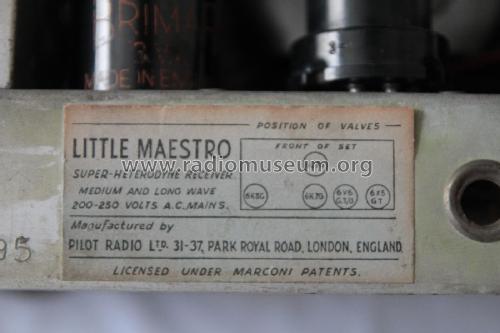 BRIMAR
MADE IN EN
POSITION OF VALVES
LITTLE MAESTRO
FRONT OF SET
SUPER-HETERODYNE RECEIVER
MEDIUM AND LONG WAVE
200-250 VOLTS A.C. MAINS.
6K8G 6K7G 6V6 G.T/G 6X5 G.T
Manufactured by
PILOT RADIO LTD. 31-37, PARK ROYAL ROAD, LONDON, ENGLAND.
LICENSED UNDER MARCONI PATENTS.
95
www.radiomuseum.org